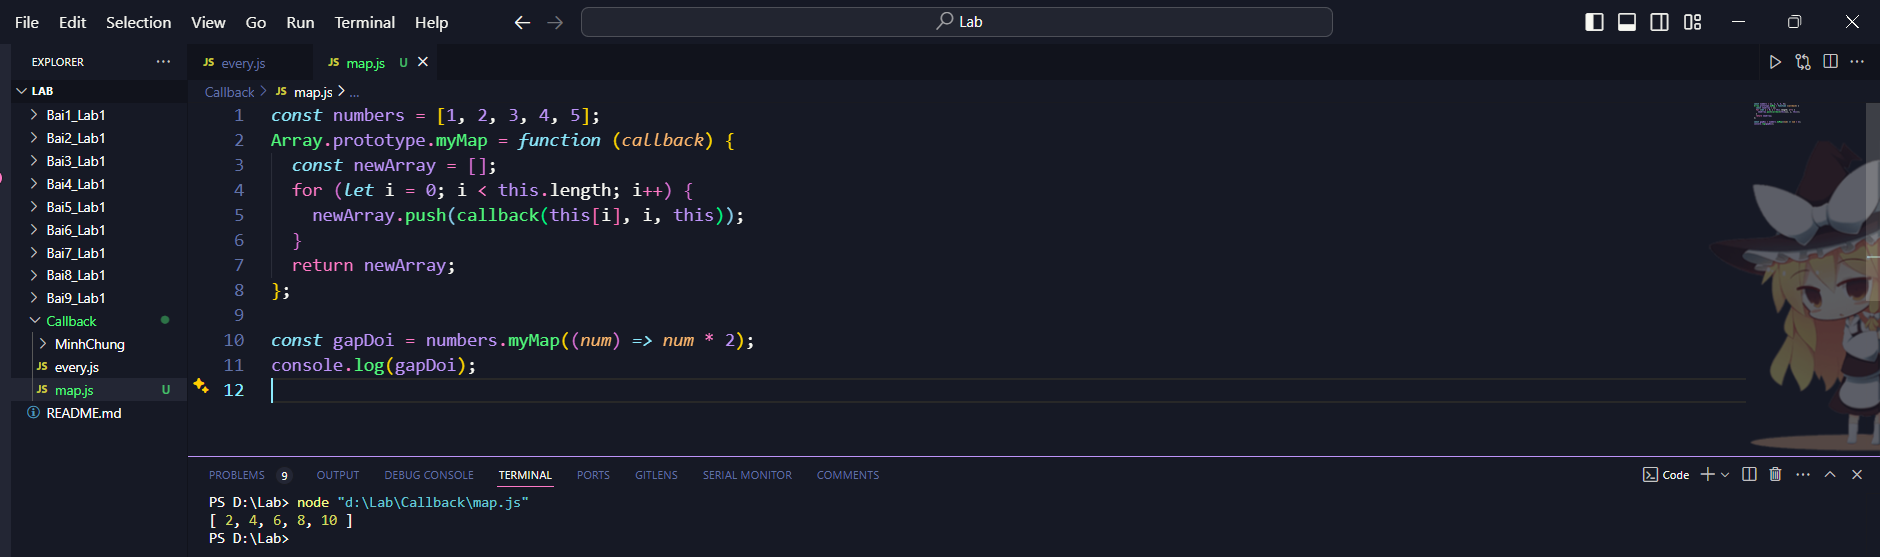 File Edit Selection View Go Run Terminal Help Lab
EXPLORER ...
JS every.js JS map.js U
LAB
Callback > JS map.js > ...
Bai1_Lab1
Bai2_Lab1
Bai3_Lab1
Bai4_Lab1
Bai5_Lab1
Bai6_Lab1
Bai7_Lab1
Bai8_Lab1
Bai9_Lab1
Callback
MinhChung
JS every.js
JS map.js U
README.md
1 const numbers = [1, 2, 3, 4, 5];
2 Array.prototype.myMap = function (callback) {
3 const newArray = [];
4 for (let i = 0; i < this.length; i++) {
5 newArray.push(callback(this[i], i, this));
6 }
7 return newArray;
8 };
9
10 const gapDoi = numbers.myMap((num) => num * 2);
11 console.log(gapDoi);
12
PROBLEMS 9 OUTPUT DEBUG CONSOLE TERMINAL PORTS GITLENS SERIAL MONITOR COMMENTS Code
PS D:\Lab> node "d:\Lab\Callback\map.js"
[ 2, 4, 6, 8, 10 ]
PS D:\Lab>